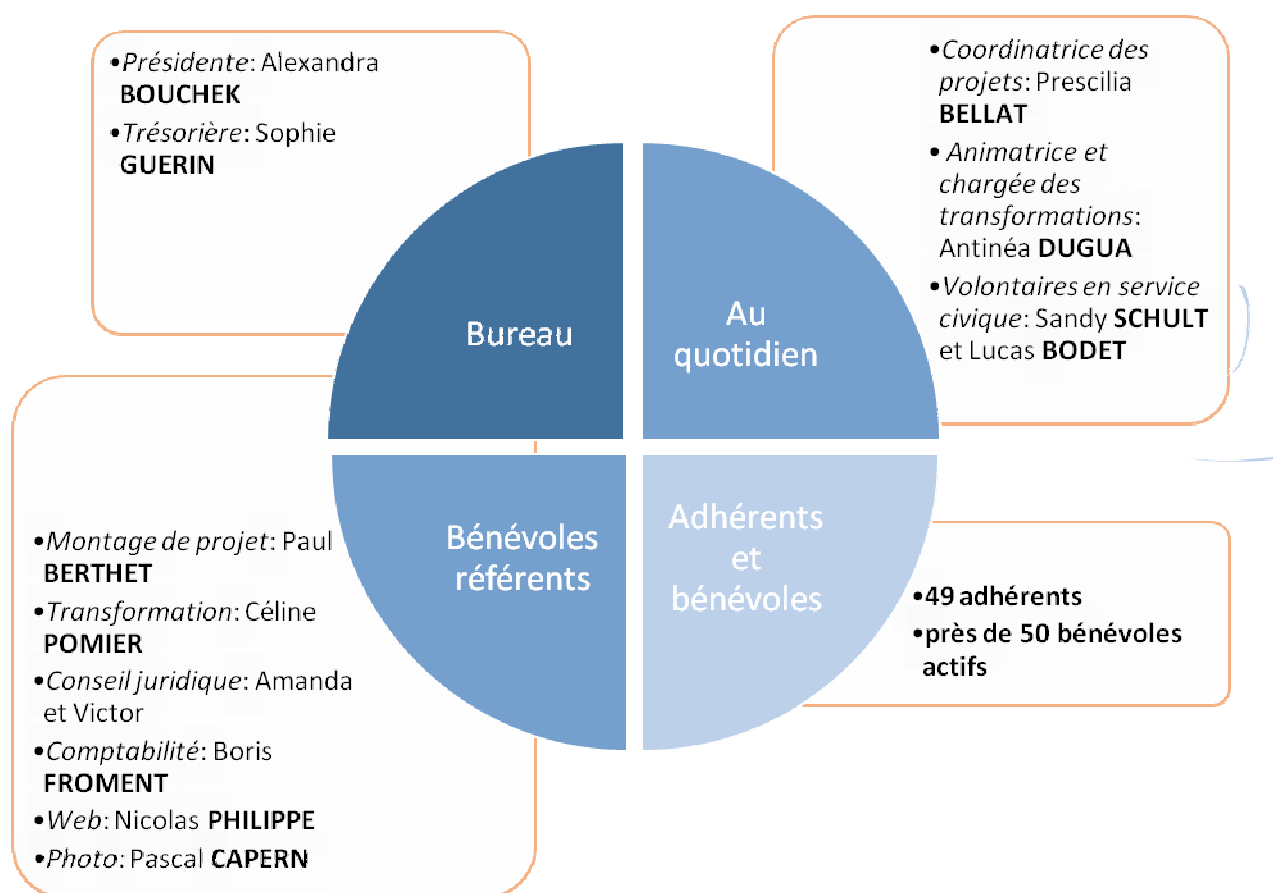 •Présidente: Alexandra
BOUCHEK
•Trésorière: Sophie
GUERIN
Bureau
•Coordinatrice des
projets: Prescilia
BELLAT
• Animatrice et
chargée des
transformations:
Antinéa DUGUA
•Volontaires en service
civique: Sandy SCHULT
et Lucas BODET
Au
quotidien
•Montage de projet: Paul
BERTHET
•Transformation: Céline
POMIER
•Conseil juridique: Amanda
et Victor
•Comptabilité: Boris
FROMENT
•Web: Nicolas PHILIPPE
•Photo: Pascal CAPERN
Bénévoles
référents
Adhérents
et
bénévoles
•49 adhérents
•près de 50 bénévoles
actifs